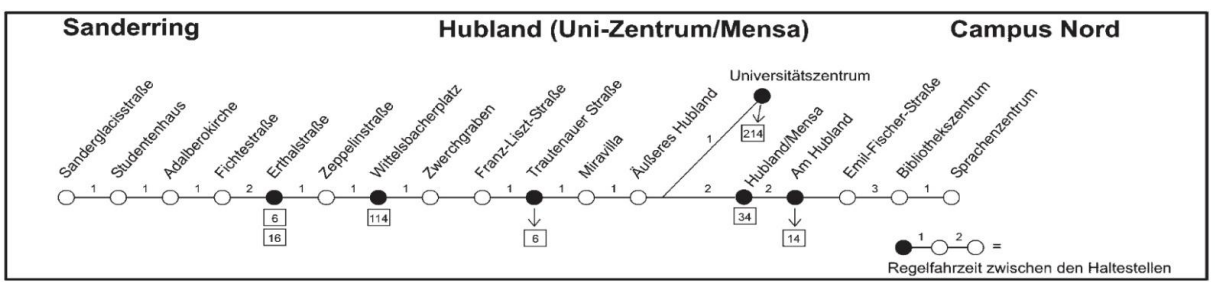 Sanderring
Hubland (Uni-Zentrum/Mensa)
Campus Nord
Universitätszentrum
Sanderglacisstraße
Studentenhaus
Adalberokirche
Fichtestraße
Erthalstraße
Zeppelinstraße
Wittelsbacherplatz
Zwerchgraben
Franz-Liszt-Straße
Trautenauer Straße
Miravilla
Äußeres Hubland
Hubland/Mensa
Am Hubland
Emil-Fischer-Straße
Bibliothekszentrum
Sprachenzentrum
214
1
1 1 1 2 1 1 1 1 1 1 2 2 3 1
6
16
114
6
34
14
1 2 =
Regelfahrzeit zwischen den Haltestellen